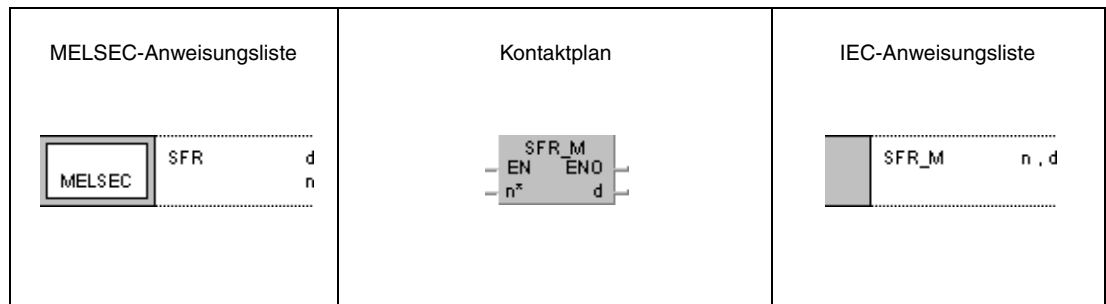 MELSEC-Anweisungsliste
MELSEC
SFR d
n
Kontaktplan
SFR_M
EN ENO
n* d
IEC-Anweisungsliste
SFR_M n , d